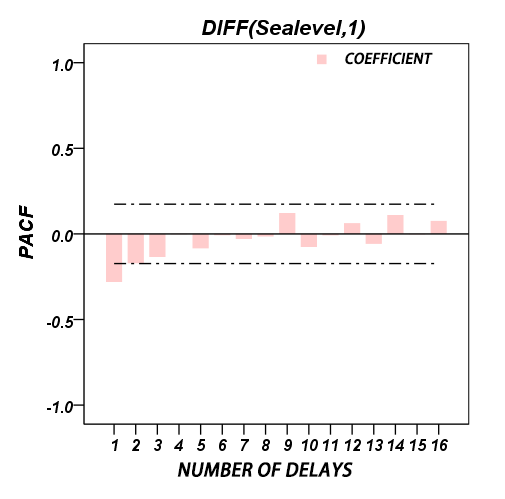 DIFF(Sealevel,1)
COEFFICIENT
1.0
0.5
0.0
-0.5
-1.0
PACF
1 2 3 4 5 6 7 8 9 10 11 12 13 14 15 16
NUMBER OF DELAYS